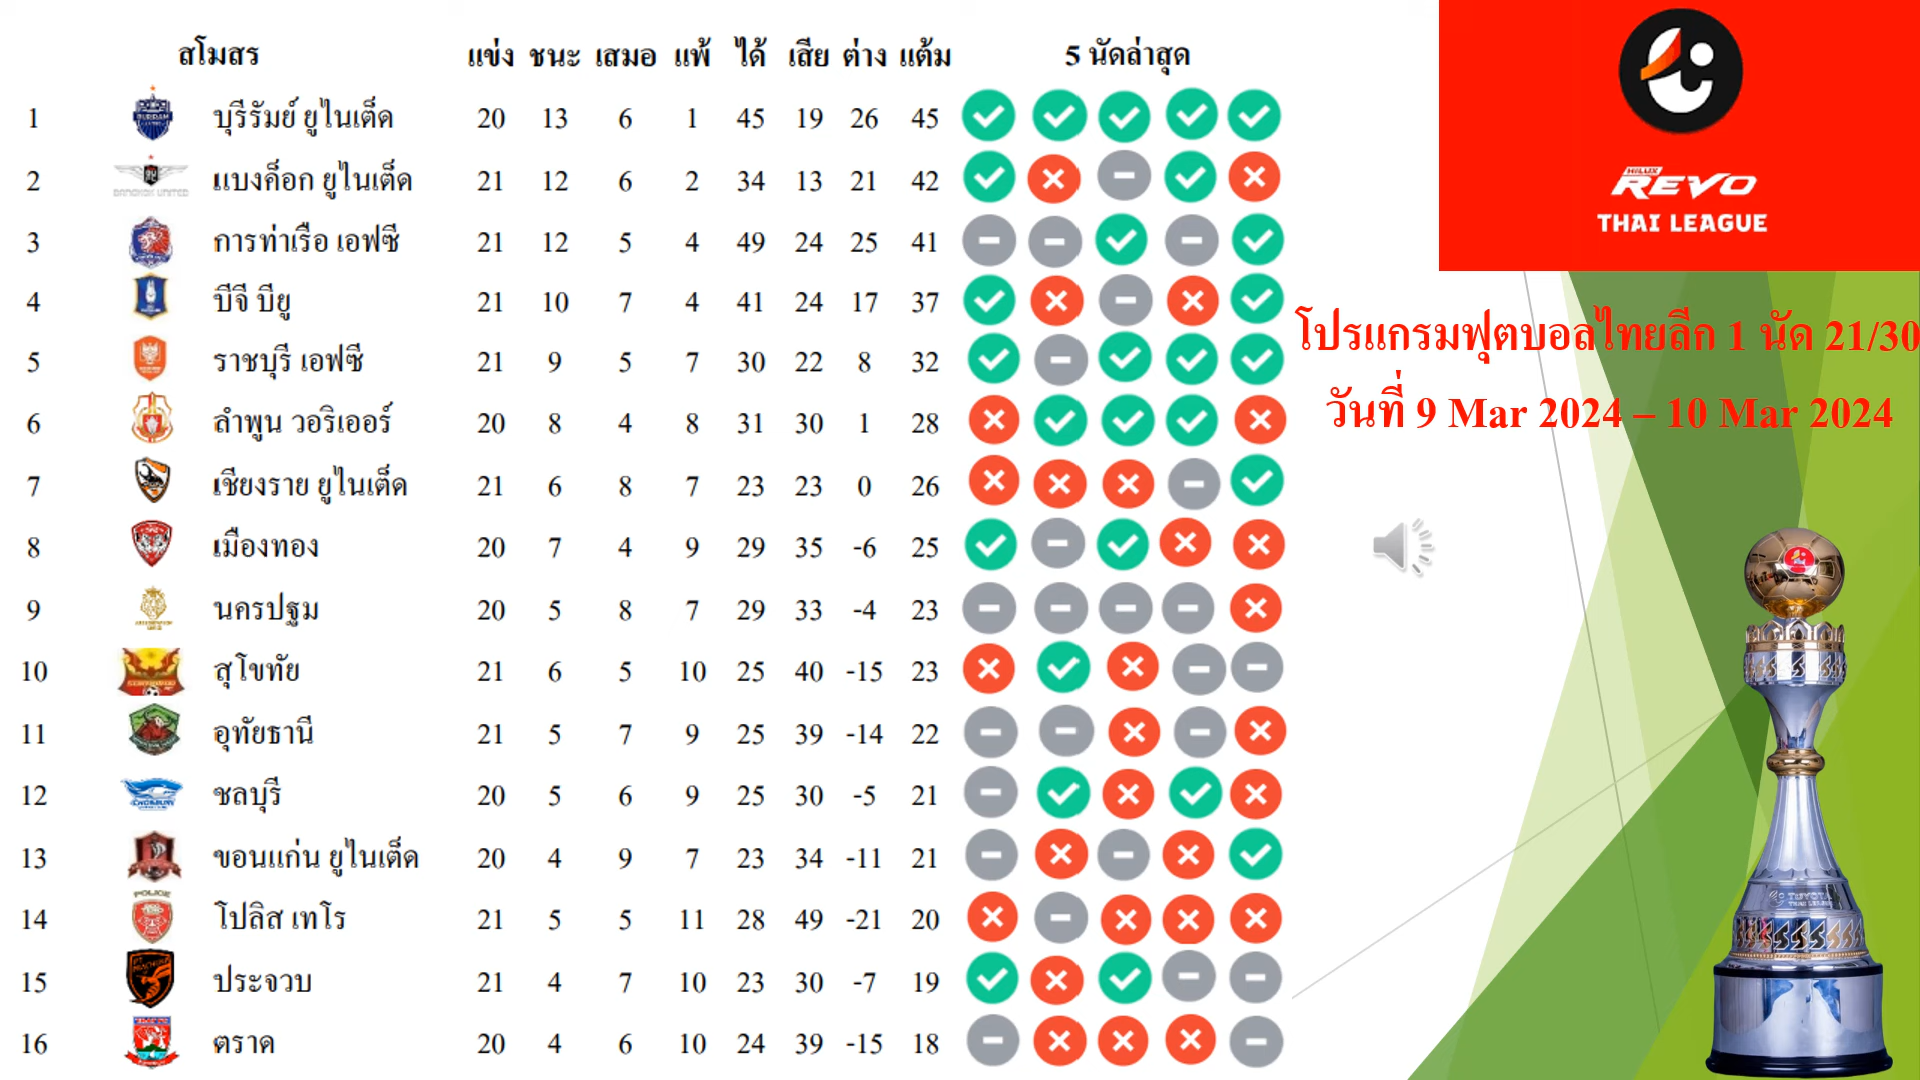 สโมสร แข่ง ชนะ เสมอ แพ้ ได้ เสีย ต่าง แต้ม 5 นัดล่าสุด
1 บุรีรัมย์ ยูไนเต็ด 20 13 6 1 45 19 26 45
2 แบงค็อก ยูไนเต็ด 21 12 6 2 34 13 21 42
3 การท่าเรือ เอฟซี 21 12 5 4 49 24 25 41
4 บีจี บียู 21 10 7 4 41 24 17 37
5 ราชบุรี เอฟซี 21 9 5 7 30 22 8 32
6 ลำพูน วอริเออร์ 20 8 4 8 31 30 1 28
7 เชียงราย ยูไนเต็ด 21 6 8 7 23 23 0 26
8 เมืองทอง 20 7 4 9 29 35 -6 25
9 นครปฐม 20 5 8 7 29 33 -4 23
10 สุโขทัย 21 6 5 10 25 40 -15 23
11 อุทัยธานี 21 5 7 9 25 39 -14 22
12 ชลบุรี 20 5 6 9 25 30 -5 21
13 ขอนแก่น ยูไนเต็ด 20 4 9 7 23 34 -11 21
14 โปลิส เทโร 21 5 5 11 28 49 -21 20
15 ประจวบ 21 4 7 10 23 30 -7 19
16 ตราด 20 4 6 10 24 39 -15 18
HILUX
REVO
THAI LEAGUE
โปรแกรมฟุตบอลไทยลีก 1 นัด 21/30
วันที่ 9 Mar 2024 – 10 Mar 2024